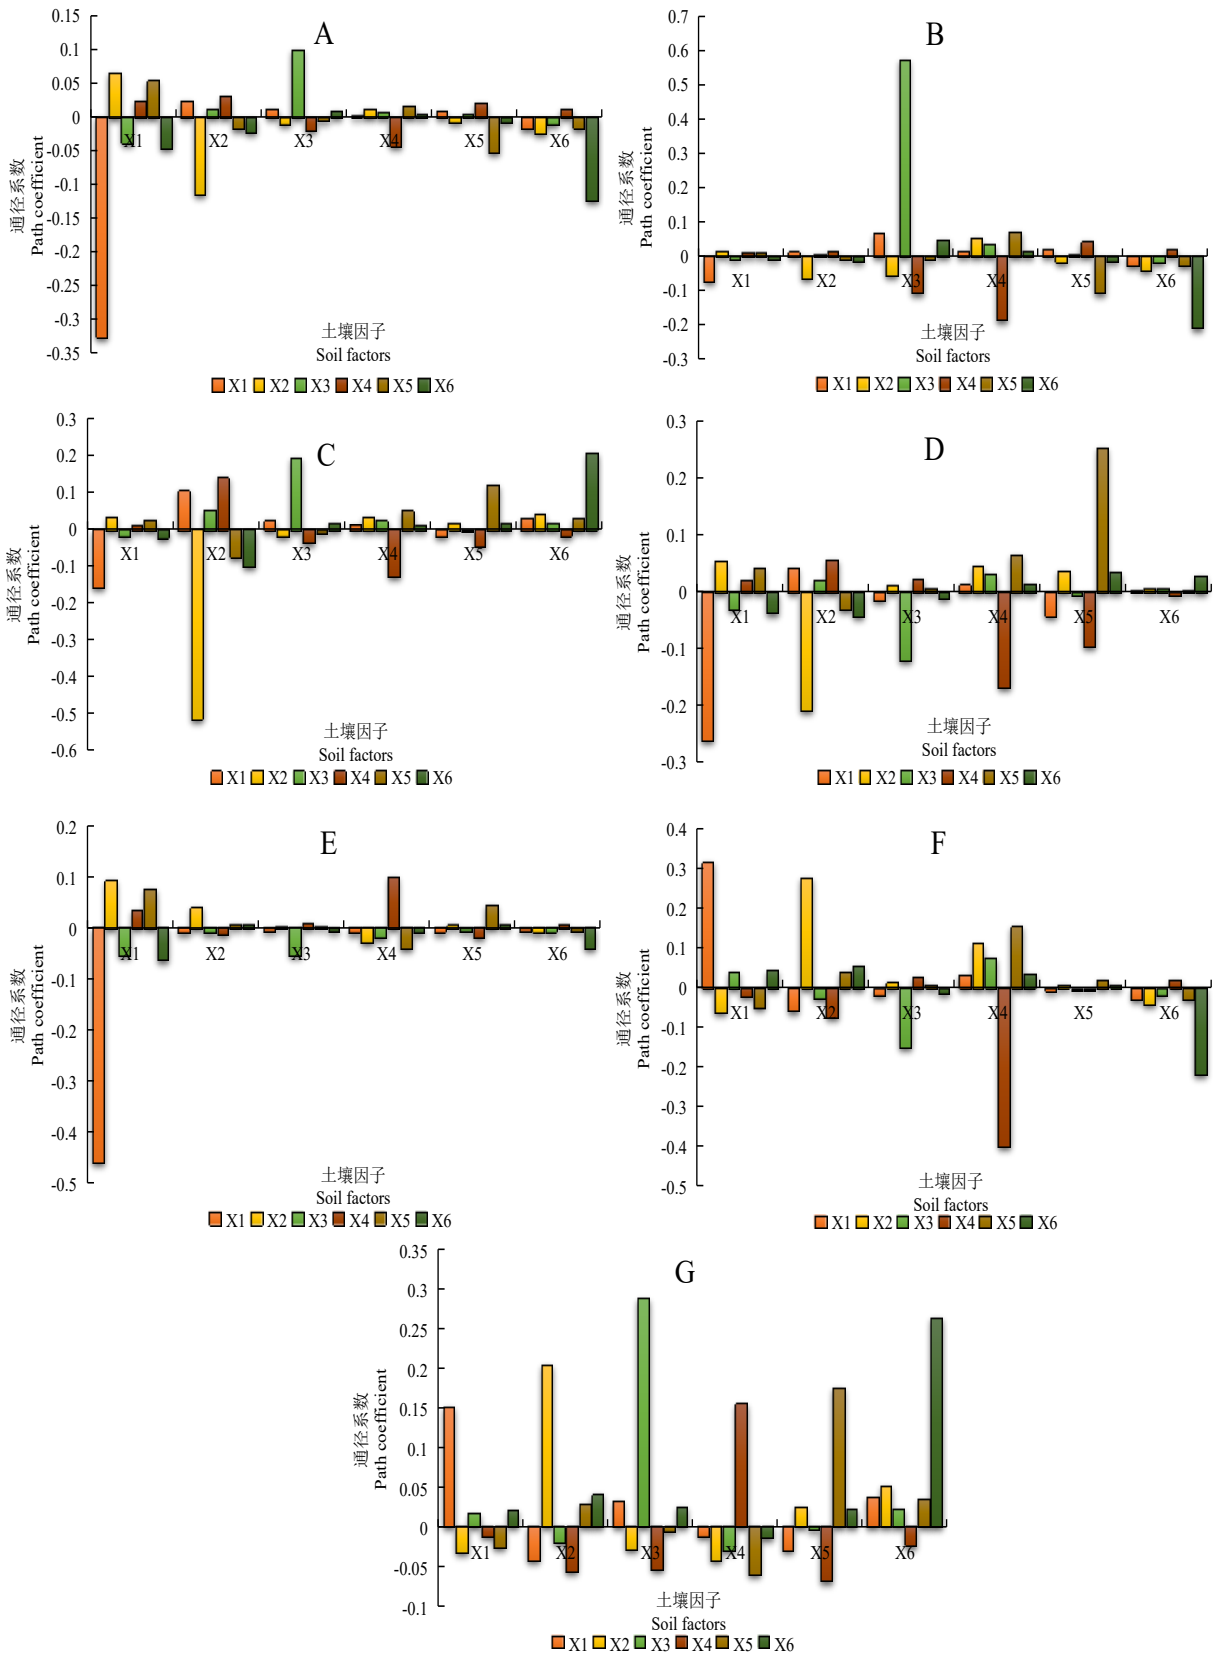 A
0.15
0.1
0.05
0
-0.05
-0.1
-0.15
-0.2
-0.25
-0.3
-0.35
通径系数
Path coefficient
X1 X2 X3 X4 X5 X6
土壤因子
Soil factors
X1 X2 X3 X4 X5 X6
B
0.7
0.6
0.5
0.4
0.3
0.2
0.1
0
-0.1
-0.2
-0.3
通径系数
Path coefficient
X1 X2 X3 X4 X5 X6
土壤因子
Soil factors
X1 X2 X3 X4 X5 X6
C
0.3
0.2
0.1
0
-0.1
-0.2
-0.3
-0.4
-0.5
-0.6
通径系数
Path coefficient
X1 X2 X3 X4 X5 X6
土壤因子
Soil factors
X1 X2 X3 X4 X5 X6
D
0.3
0.2
0.1
0
-0.1
-0.2
-0.3
通径系数
Path coefficient
X1 X2 X3 X4 X5 X6
土壤因子
Soil factors
X1 X2 X3 X4 X5 X6
E
0.2
0.1
0
-0.1
-0.2
-0.3
-0.4
-0.5
通径系数
Path coefficient
X1 X2 X3 X4 X5 X6
土壤因子
Soil factors
X1 X2 X3 X4 X5 X6
F
0.4
0.3
0.2
0.1
0
-0.1
-0.2
-0.3
-0.4
-0.5
通径系数
Path coefficient
X1 X2 X3 X4 X5 X6
土壤因子
Soil factors
X1 X2 X3 X4 X5 X6
G
0.35
0.3
0.25
0.2
0.15
0.1
0.05
0
-0.05
-0.1
通径系数
Path coefficient
X1 X2 X3 X4 X5 X6
土壤因子
Soil factors
X1 X2 X3 X4 X5 X6